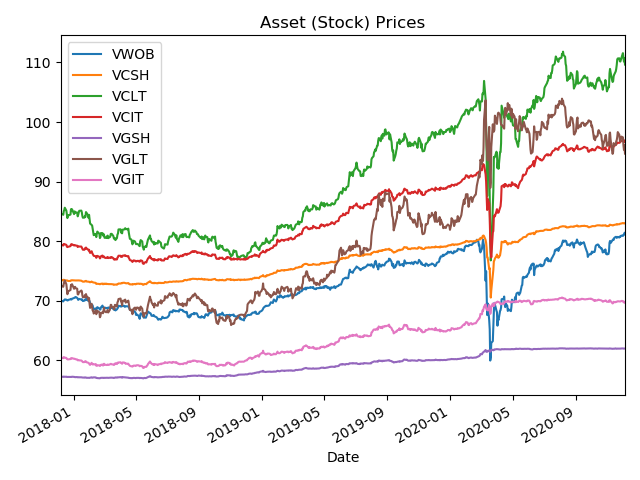 Asset (Stock) Prices
VWOB
VCSH
VCLT
VCIT
VGSH
VGLT
VGIT
110
100
90
80
70
60
2018-01
2018-05
2018-09
2019-01
2019-05
2019-09
2020-01
2020-05
2020-09
Date